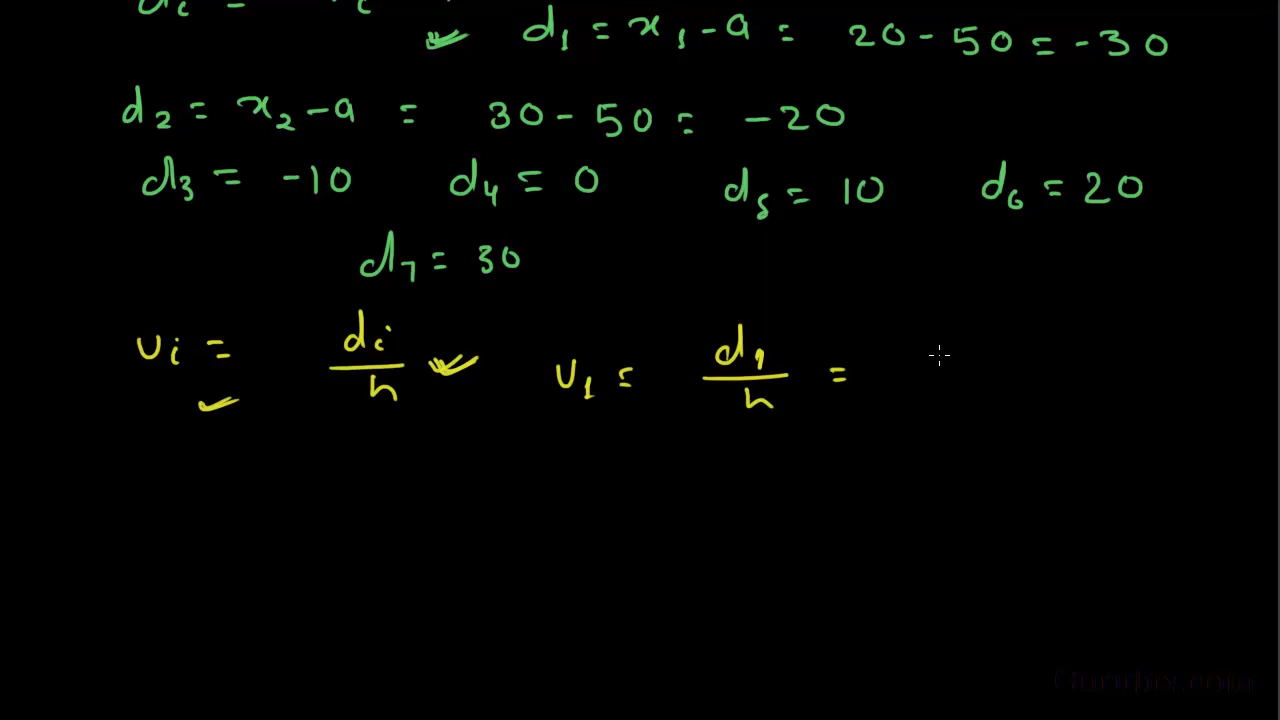 d₁ = x₁ - a = 20 - 50 = -30
d₂ = x₂ - a = 30 - 50 = -20
d₃ = -10 d₄ = 0 d₅ = 10 d₆ = 20
d₇ = 30
uᵢ = dᵢ/h u₁ = d₁/h =